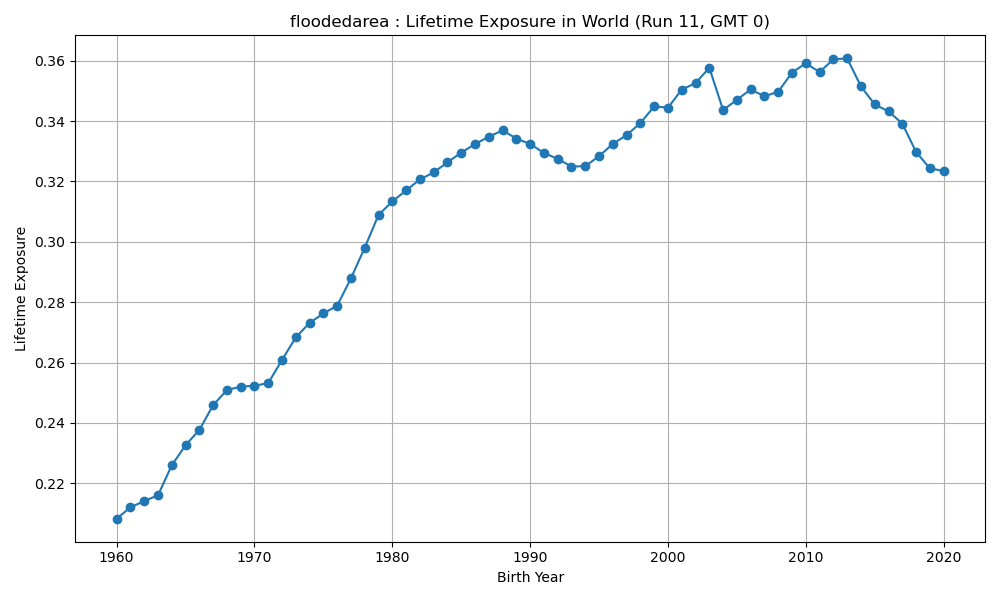 floodedarea : Lifetime Exposure in World (Run 11, GMT 0)
Lifetime Exposure
0.36
0.34
0.32
0.30
0.28
0.26
0.24
0.22
1960 1970 1980 1990 2000 2010 2020
Birth Year